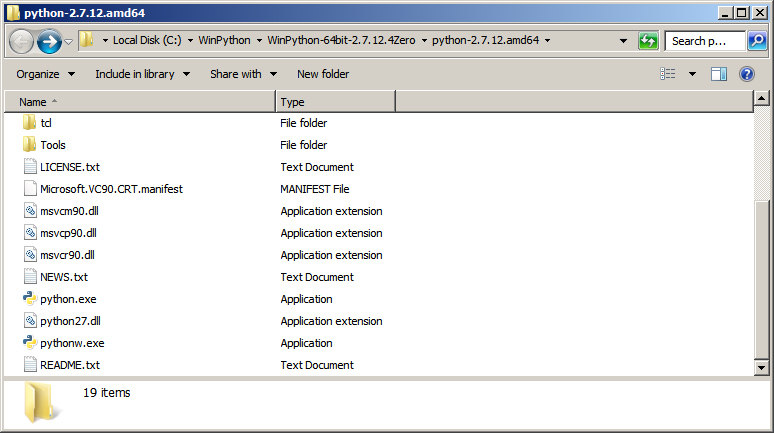 python-2.7.12.amd64
Local Disk (C:) WinPython WinPython-64bit-2.7.12.4Zero python-2.7.12.amd64 Search p...
Organize Include in library Share with New folder
Name Type
tcl File folder
Tools File folder
LICENSE.txt Text Document
Microsoft.VC90.CRT.manifest MANIFEST File
msvcm90.dll Application extension
msvcp90.dll Application extension
msvcr90.dll Application extension
NEWS.txt Text Document
python.exe Application
python27.dll Application extension
pythonw.exe Application
README.txt Text Document
19 items